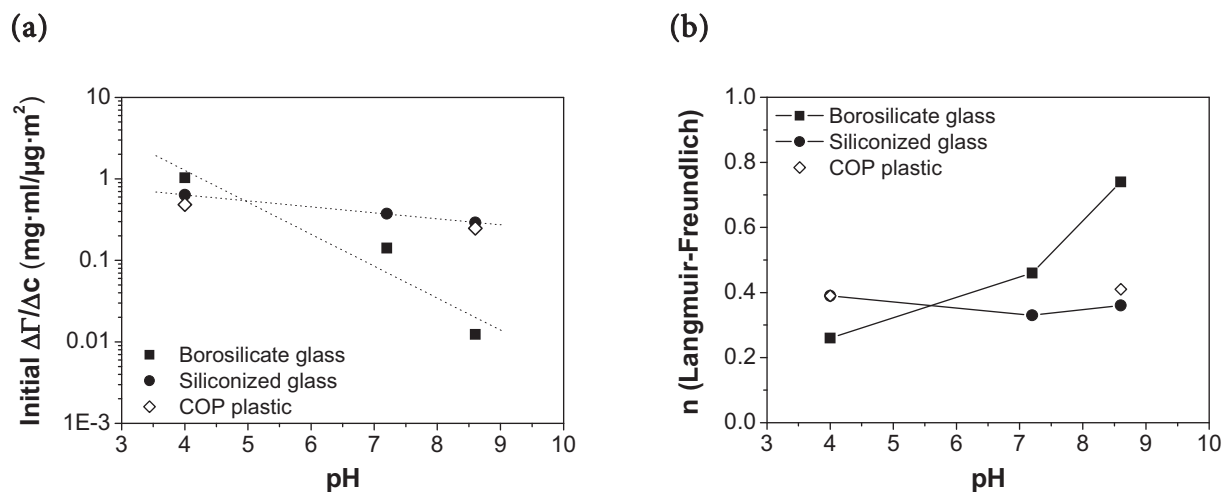 (a)
Initial ΔΓ/Δc (mg·ml/µg·m²)
10
1
0.1
0.01
1E-3
Borosilicate glass
Siliconized glass
COP plastic
3 4 5 6 7 8 9 10
pH
(b)
n (Langmuir-Freundlich)
1.0
0.8
0.6
0.4
0.2
0.0
Borosilicate glass
Siliconized glass
COP plastic
3 4 5 6 7 8 9 10
pH